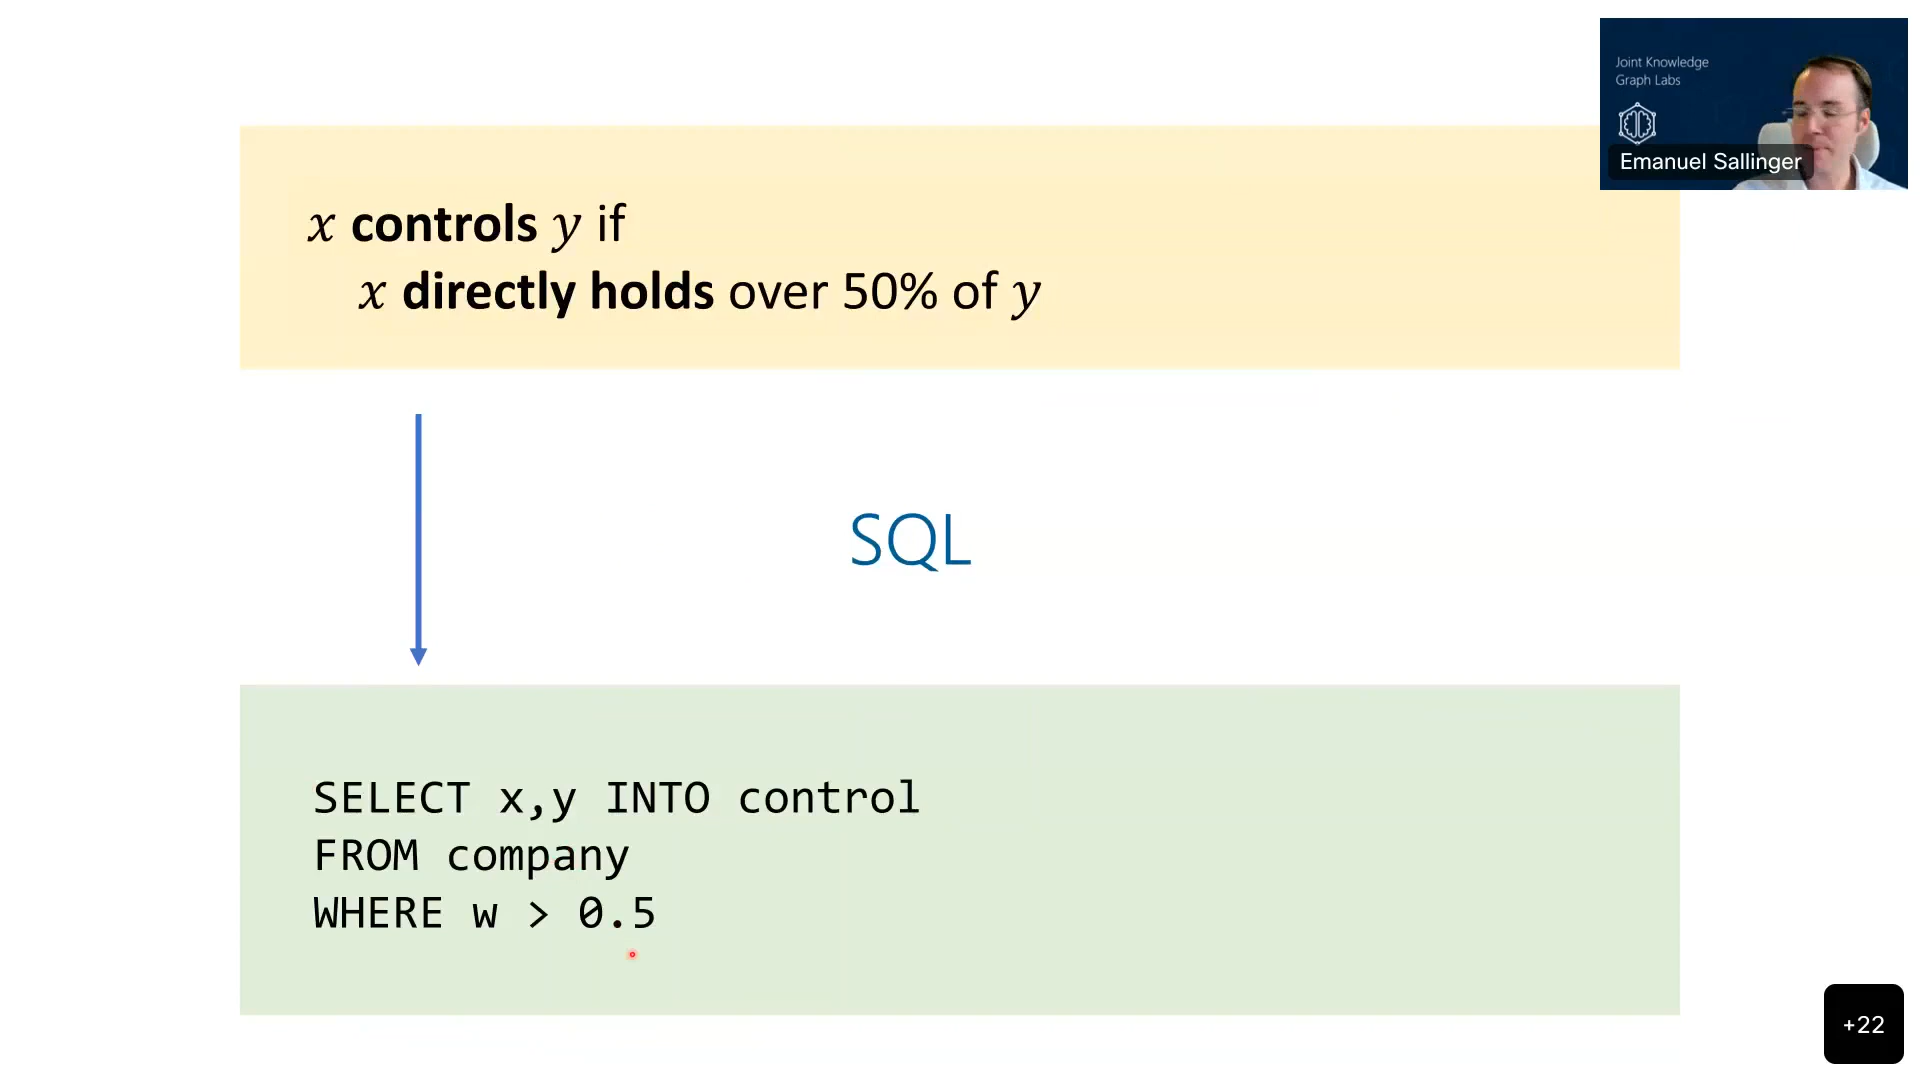 Joint Knowledge
Graph Labs
Emanuel Sallinger
x controls y if
x directly holds over 50% of y
SQL
SELECT x,y INTO control
FROM company
WHERE w > 0.5
+22